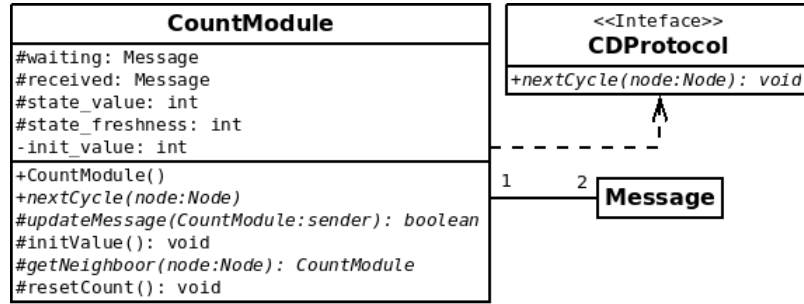 CountModule
#waiting: Message
#received: Message
#state_value: int
#state_freshness: int
-init_value: int
+CountModule()
+nextCycle(node:Node)
#updateMessage(CountModule:sender): boolean
#initValue(): void
#getNeighboor(node:Node): CountModule
#resetCount(): void
<<Inteface>>
CDProtocol
+nextCycle(node:Node): void
1
2
Message